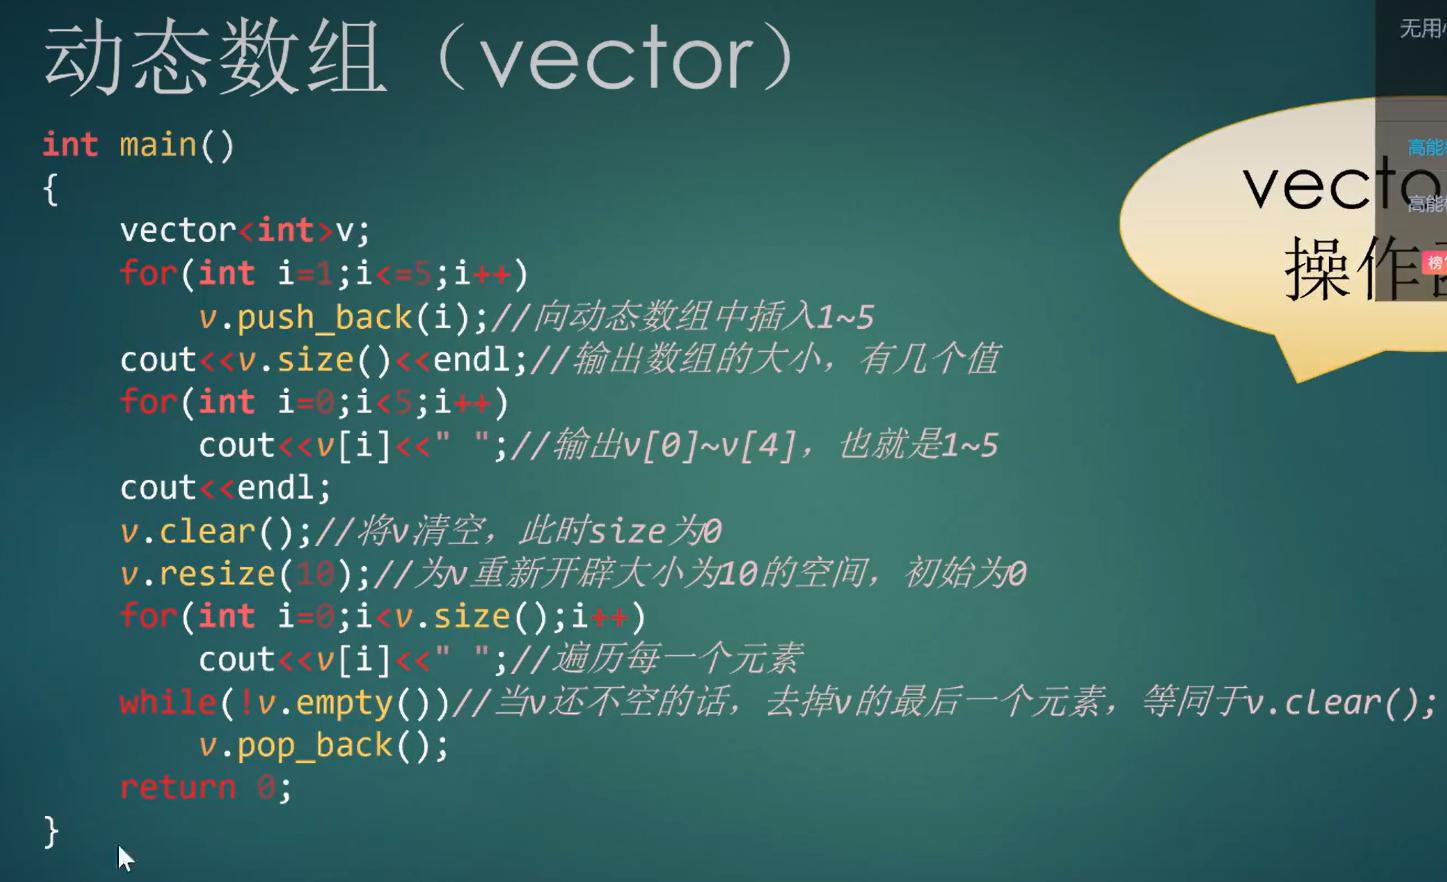 动态数组（vector）
int main()
{
vector<int>v;
for(int i=1;i<=5;i++)
v.push_back(i);//向动态数组中插入1~5
cout<<v.size()<<endl;//输出数组的大小，有几个值
for(int i=0;i<5;i++)
cout<<v[i]<<" ";//输出v[0]~v[4]，也就是1~5
cout<<endl;
v.clear();//将v清空，此时size为0
v.resize(10);//为v重新开辟大小为10的空间，初始为0
for(int i=0;i<v.size();i++)
cout<<v[i]<<" ";//遍历每一个元素
while(!v.empty())//当v还不空的话，去掉v的最后一个元素，等同于v.clear();
v.pop_back();
return 0;
}
vecto
操作
无用
高能
高能
榜